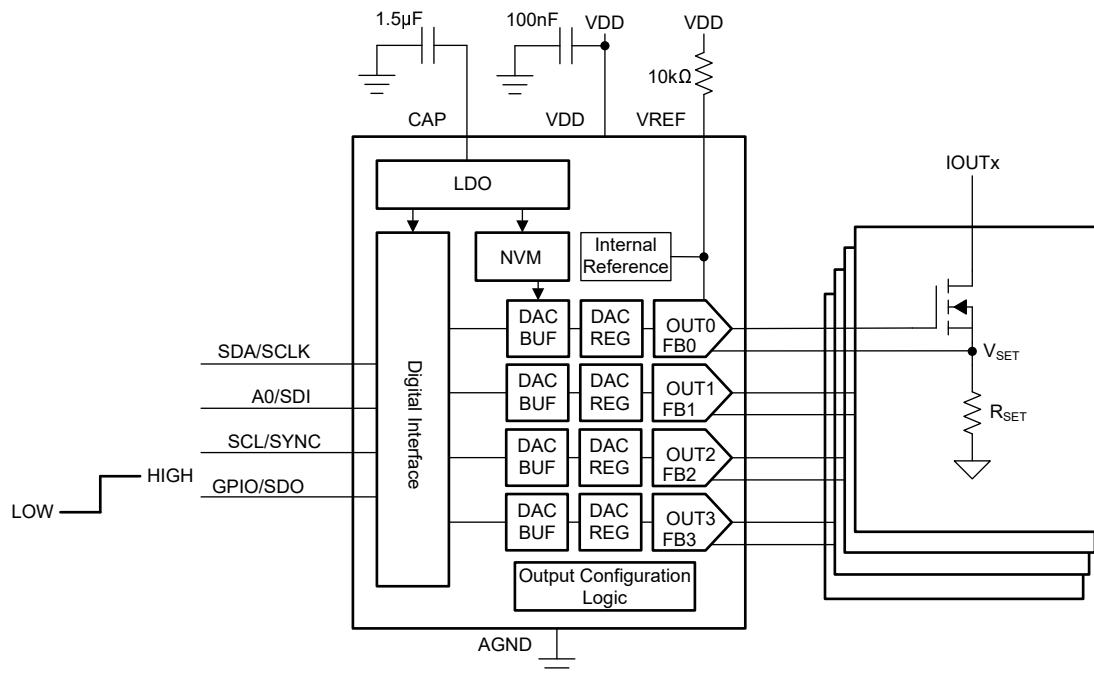 1.5µF
100nF
VDD
VDD
10kΩ
CAP
VDD
VREF
IOUTx
LDO
NVM
Internal
Reference
DAC
BUF
DAC
REG
OUT0
FB0
VSET
SDA/SCLK
A0/SDI
SCL/SYNC
GPIO/SDO
HIGH
LOW
Digital Interface
DAC
BUF
DAC
REG
OUT1
FB1
RSET
DAC
BUF
DAC
REG
OUT2
FB2
DAC
BUF
DAC
REG
OUT3
FB3
Output Configuration
Logic
AGND